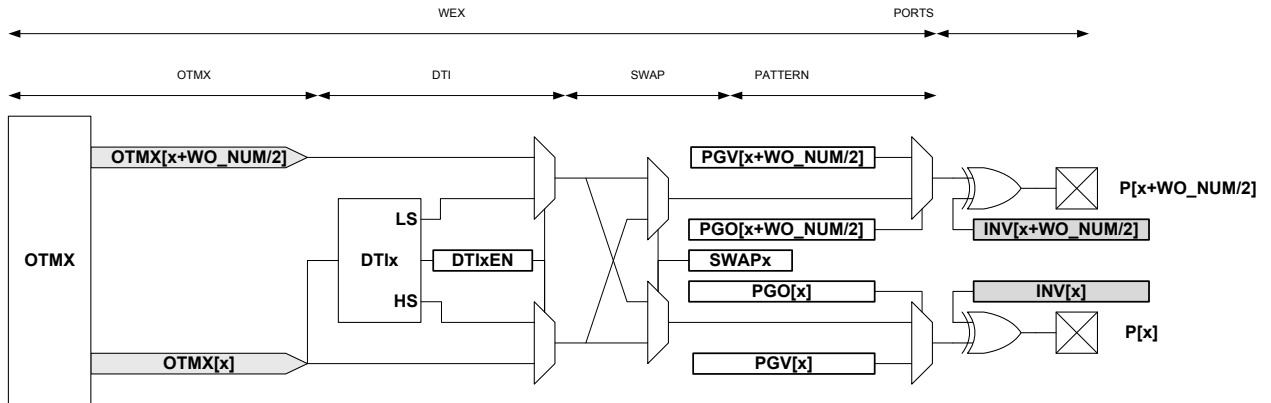 WEX
PORTS
OTMX
DTI
SWAP
PATTERN
OTMX[x+WO_NUM/2]
PGV[x+WO_NUM/2]
P[x+WO_NUM/2]
LS
PGO[x+WO_NUM/2]
INV[x+WO_NUM/2]
OTMX
DTIx
DTIxEN
SWAPx
HS
PGO[x]
INV[x]
P[x]
OTMX[x]
PGV[x]